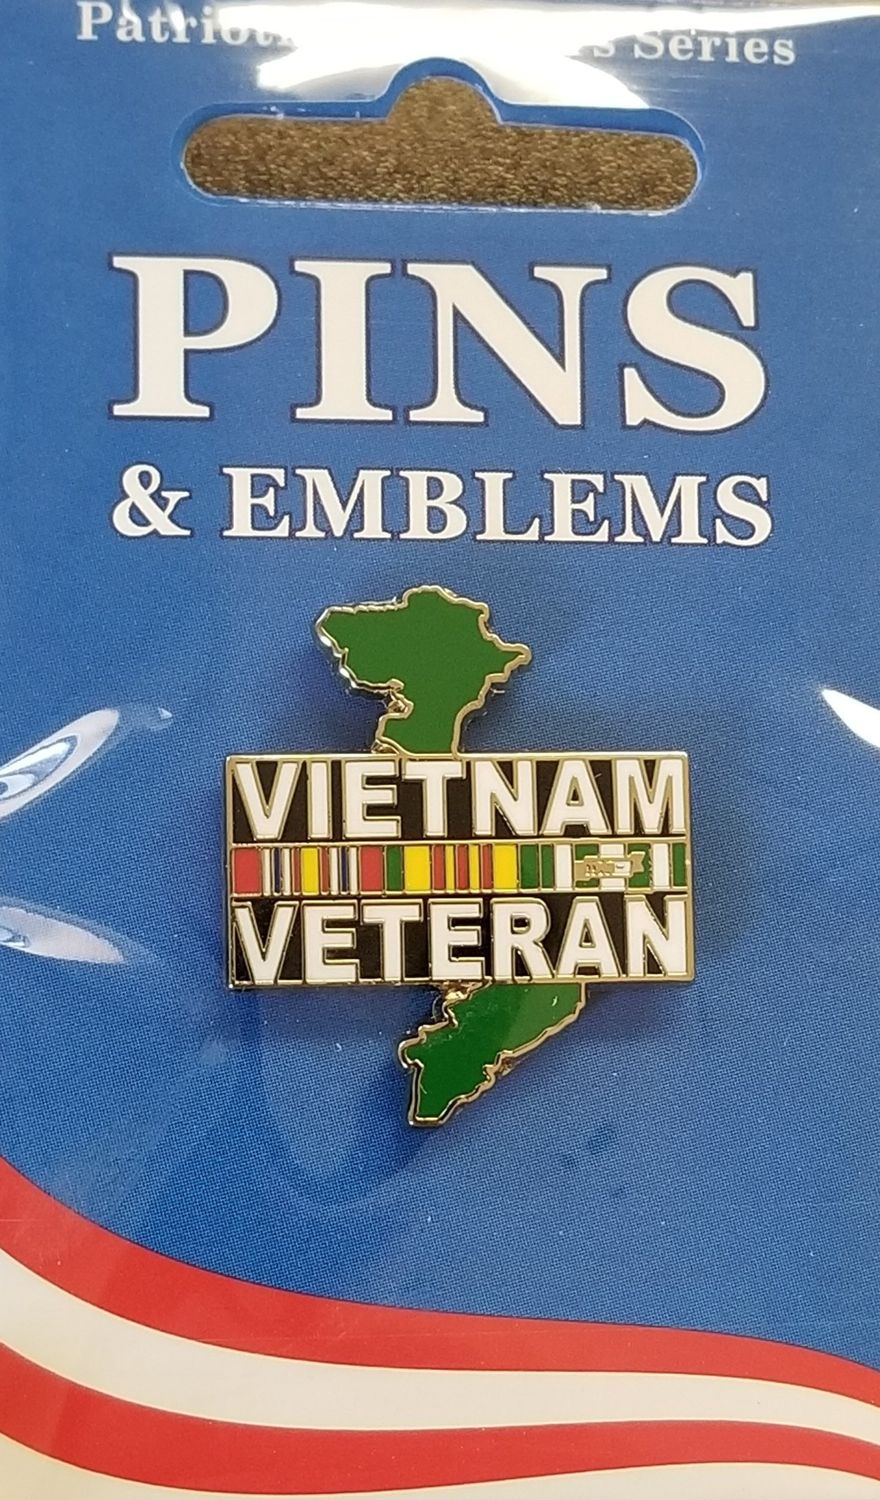 Series
PINS
& EMBLEMS
VIETNAM
VETERAN